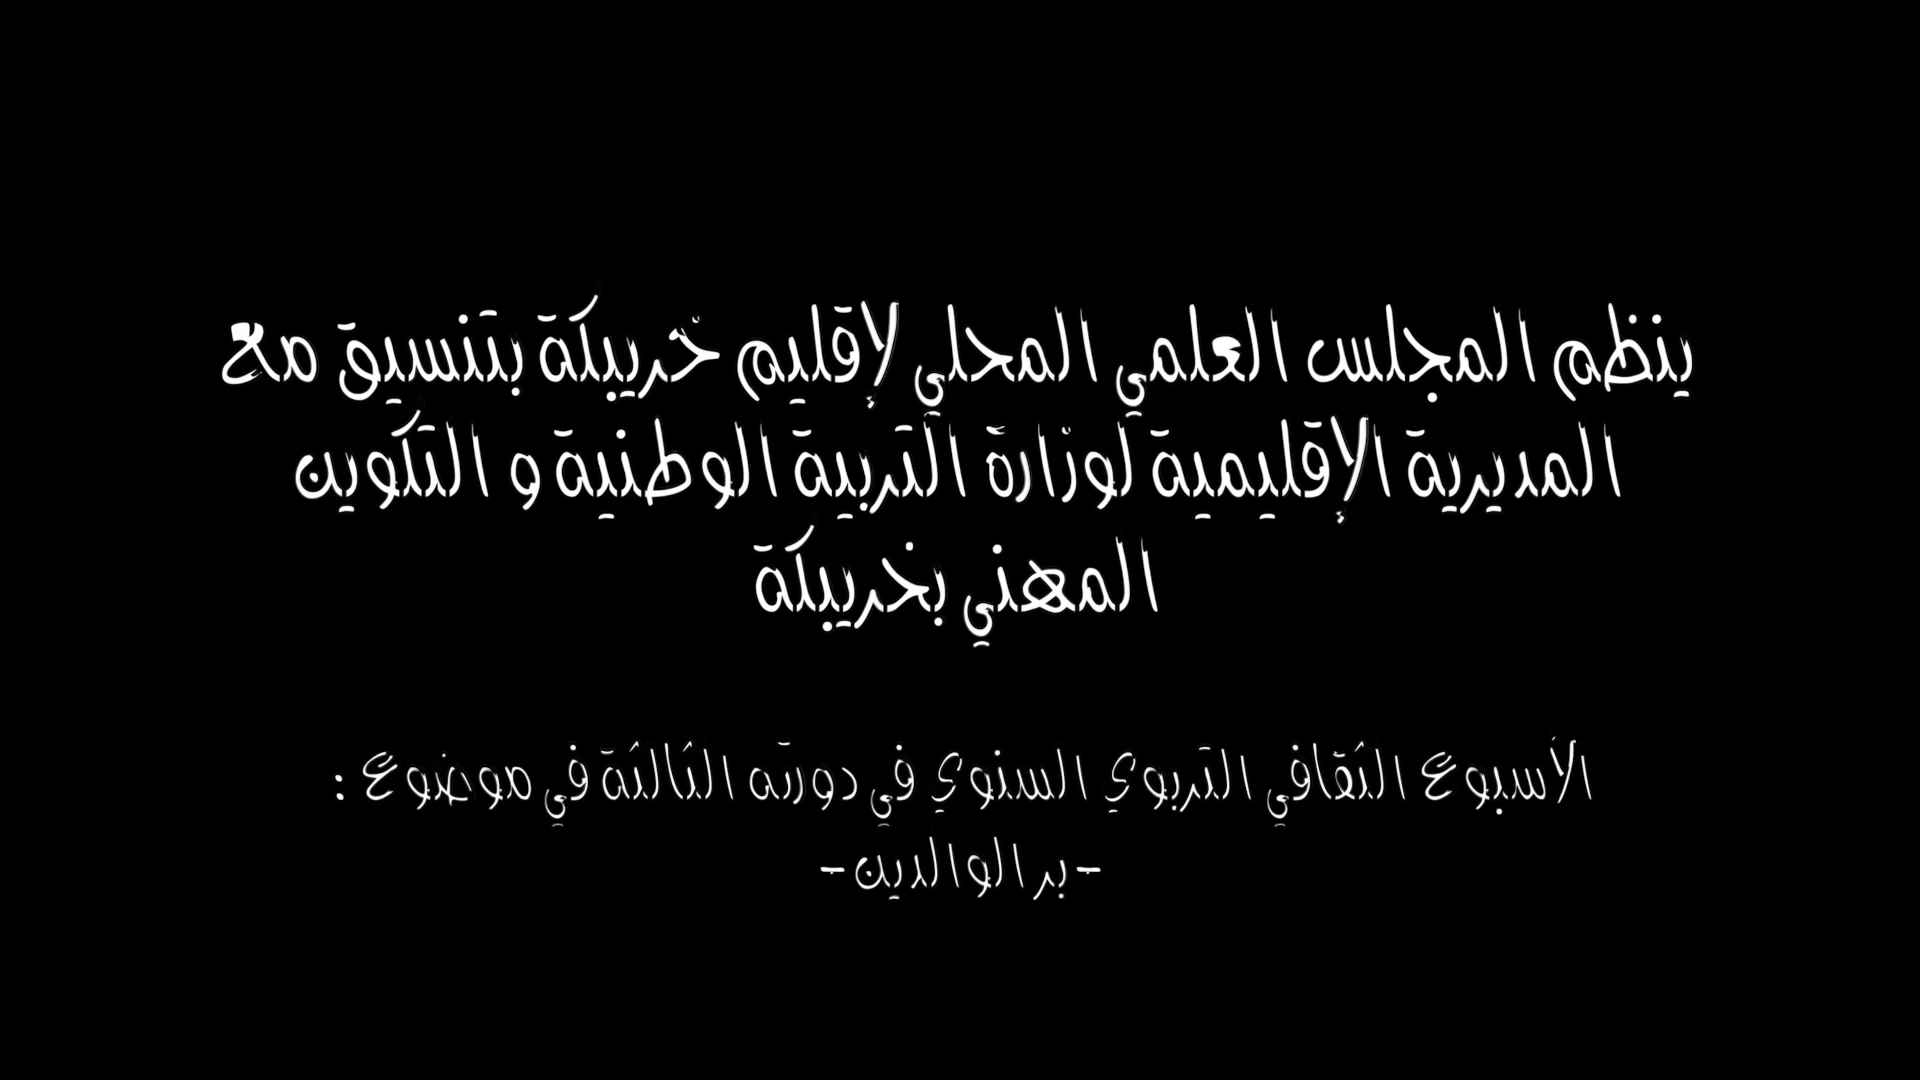 ينظم المجلس العلمي المحلي لإقليم خريبكة بتنسيق مع
المديرية الإقليمية لوزارة التربية الوطنية و التكوين
المهني بخريبكة
الأسبوع الثقافي التربوي السنوي في دورته الثالثة في موضوع :
-بر الوالدين-